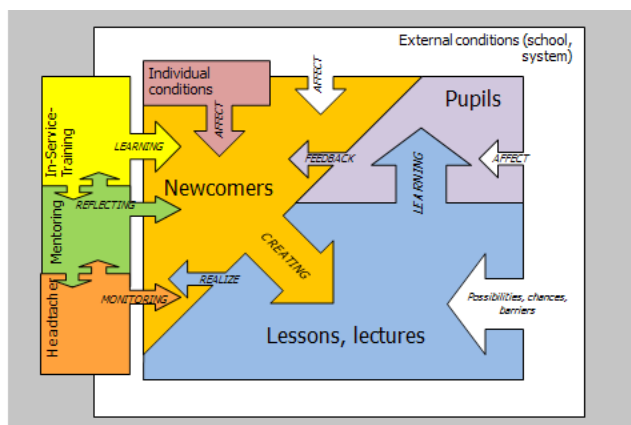 External conditions (school,
system)
Individual
conditions
AFFECT
AFFECT
Pupils
In-Service-
Training
LEARNING
FEEDBACK
AFFECT
Newcomers
LEARNING
Mentoring
REFLECTING
CREATING
REALIZE
Possibilities, chances,
barriers
Headtacher
MONITORING
Lessons, lectures